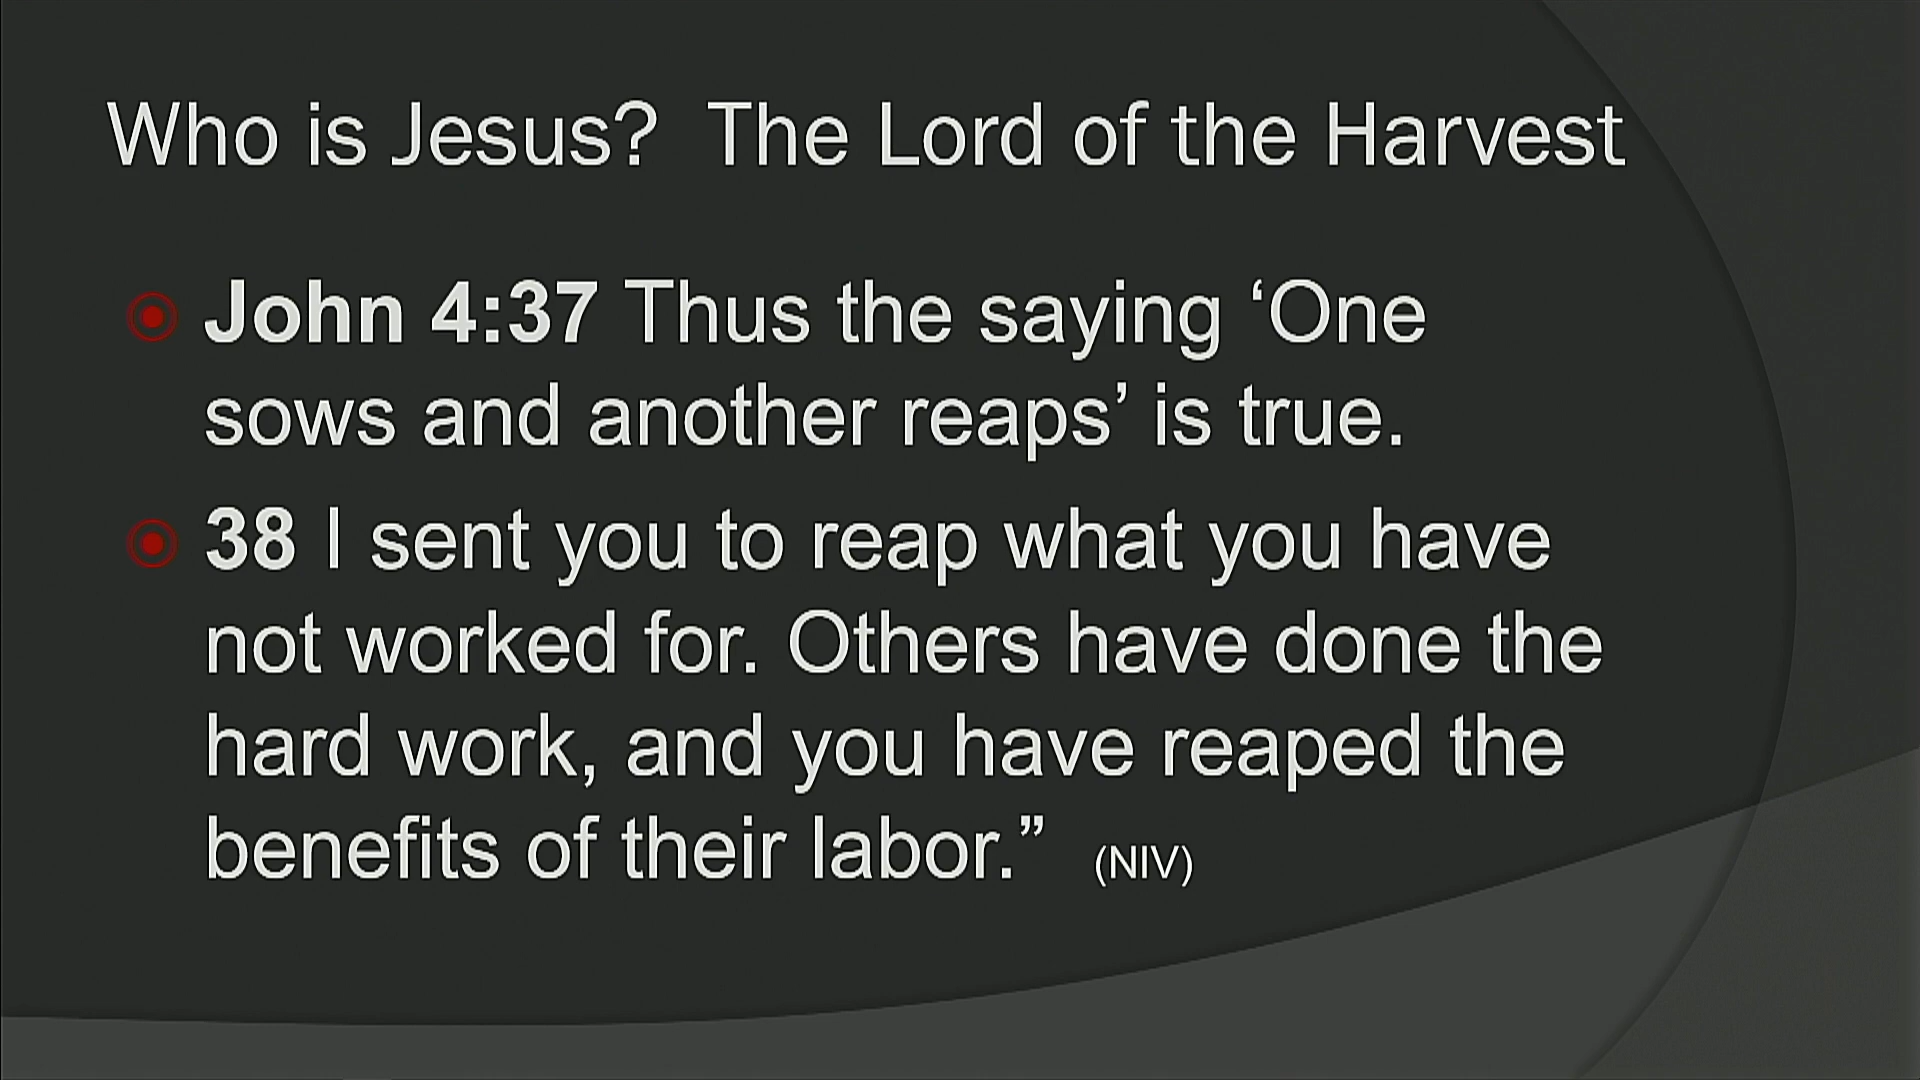 Who is Jesus?  The Lord of the Harvest
John 4:37 Thus the saying ‘One
sows and another reaps’ is true.
38 I sent you to reap what you have
not worked for. Others have done the
hard work, and you have reaped the
benefits of their labor.”  (NIV)